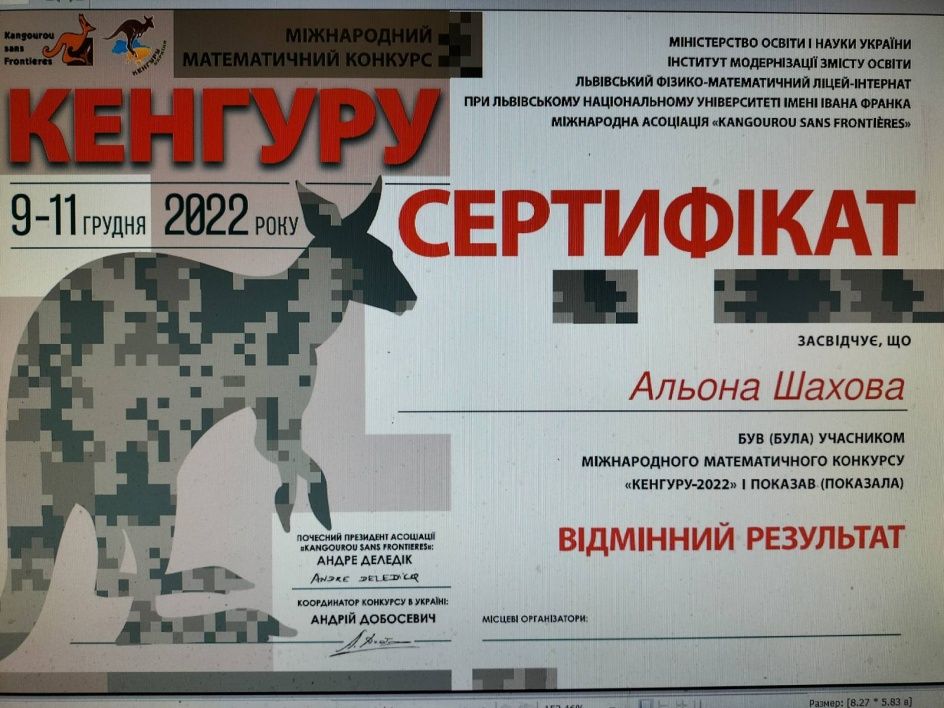 Kangourou
sans
Frontières
КЕНГУРУ
МІЖНАРОДНИЙ
МАТЕМАТИЧНИЙ КОНКУРС
КЕНГУРУ
9-11 ГРУДНЯ 2022 РОКУ
МІНІСТЕРСТВО ОСВІТИ І НАУКИ УКРАЇНИ
ІНСТИТУТ МОДЕРНІЗАЦІЇ ЗМІСТУ ОСВІТИ
ЛЬВІВСЬКИЙ ФІЗИКО-МАТЕМАТИЧНИЙ ЛІЦЕЙ-ІНТЕРНАТ
ПРИ ЛЬВІВСЬКОМУ НАЦІОНАЛЬНОМУ УНІВЕРСИТЕТІ ІМЕНІ ІВАНА ФРАНКА
МІЖНАРОДНА АСОЦІАЦІЯ «KANGOUROU SANS FRONTIÈRES»
СЕРТИФІКАТ
ЗАСВІДЧУЄ, ЩО
Альона Шахова
БУВ (БУЛА) УЧАСНИКОМ
МІЖНАРОДНОГО МАТЕМАТИЧНОГО КОНКУРСУ
«КЕНГУРУ-2022» І ПОКАЗАВ (ПОКАЗАЛА)
ВІДМІННИЙ РЕЗУЛЬТАТ
ПОЧЕСНИЙ ПРЕЗИДЕНТ АСОЦІАЦІЇ
«KANGOUROU SANS FRONTIERES»:
АНДРЕ ДЕЛЕДІК
ANDRE DELEDICQ
КООРДИНАТОР КОНКУРСУ В УКРАЇНІ:
АНДРІЙ ДОБОСЕВИЧ
МІСЦЕВІ ОРГАНІЗАТОРИ:
Размер: [8.27 * 5.83 в]